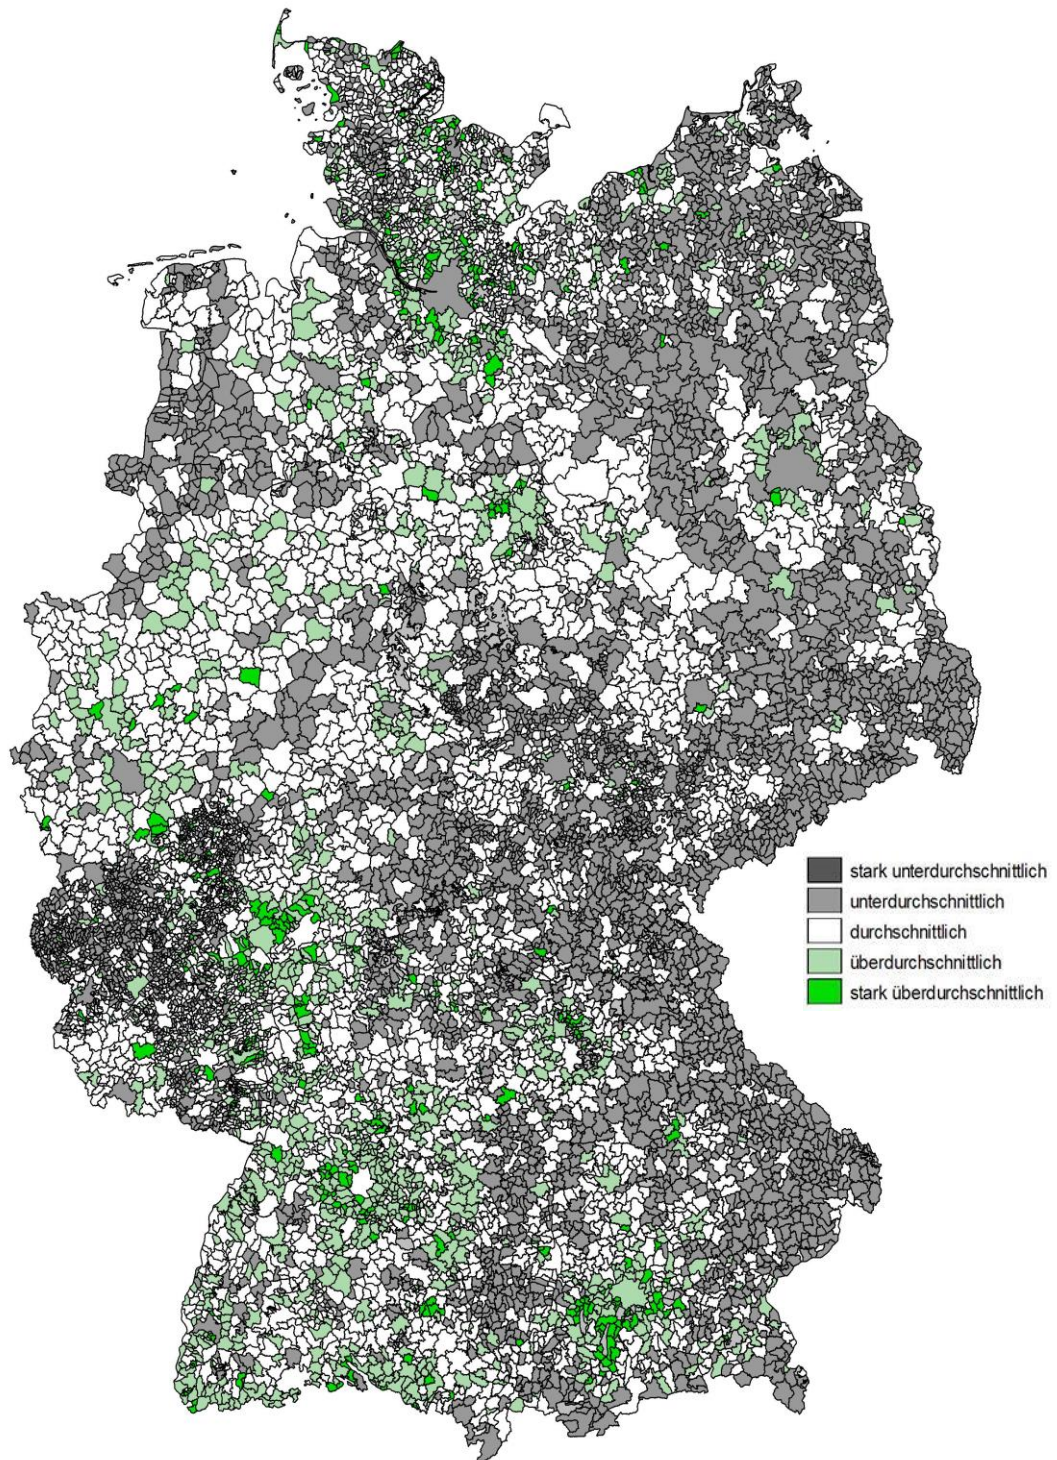 stark unterdurchschnittlich
unterdurchschnittlich
durchschnittlich
überdurchschnittlich
stark überdurchschnittlich